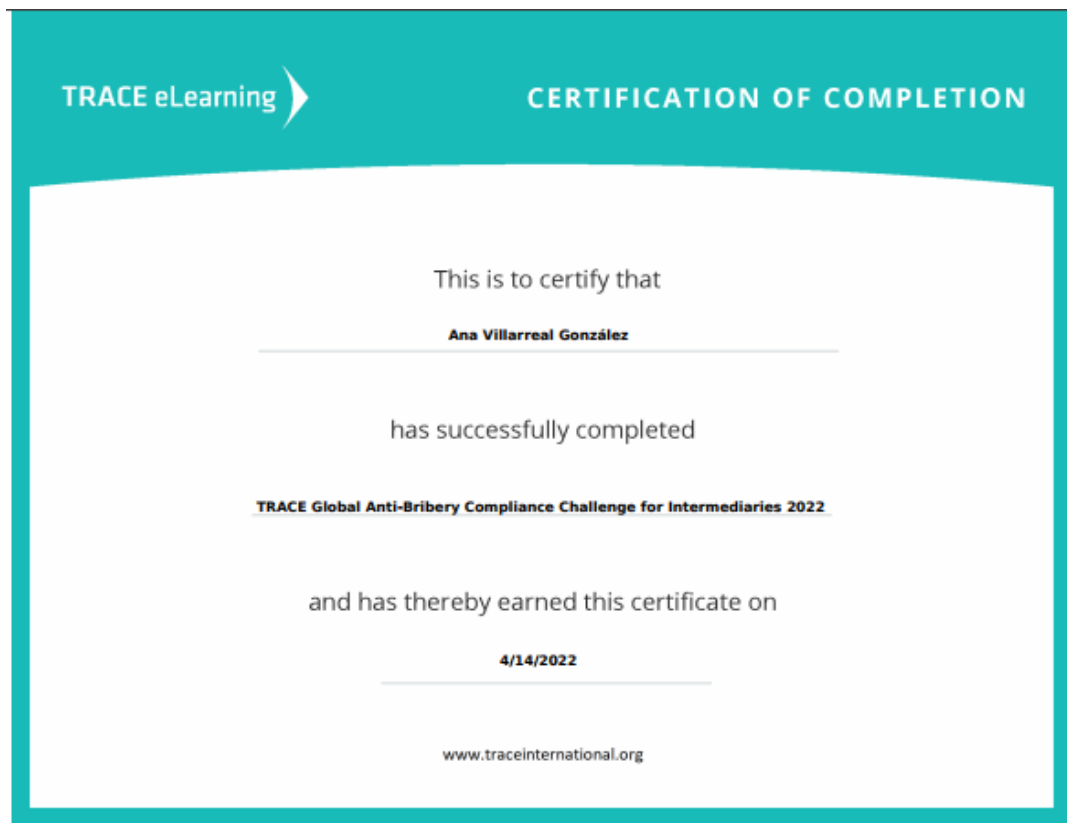 TRACE eLearning
CERTIFICATION OF COMPLETION
This is to certify that
Ana Villarreal González
has successfully completed
TRACE Global Anti-Bribery Compliance Challenge for Intermediaries 2022
and has thereby earned this certificate on
4/14/2022
www.traceinternational.org